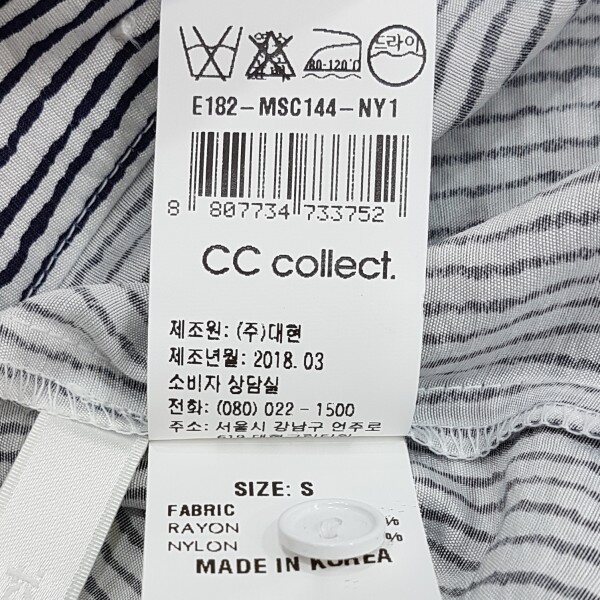 드라이
80-120℃
E182-MSC144-NY1
8 807734 733752
CC collect.
제조원: (주)대현
제조년월: 2018. 03
소비자 상담실
전화: (080) 022-1500
주소: 서울시 강남구 언주로
SIZE: S
FABRIC
RAYON %
NYLON %
MADE IN KOREA